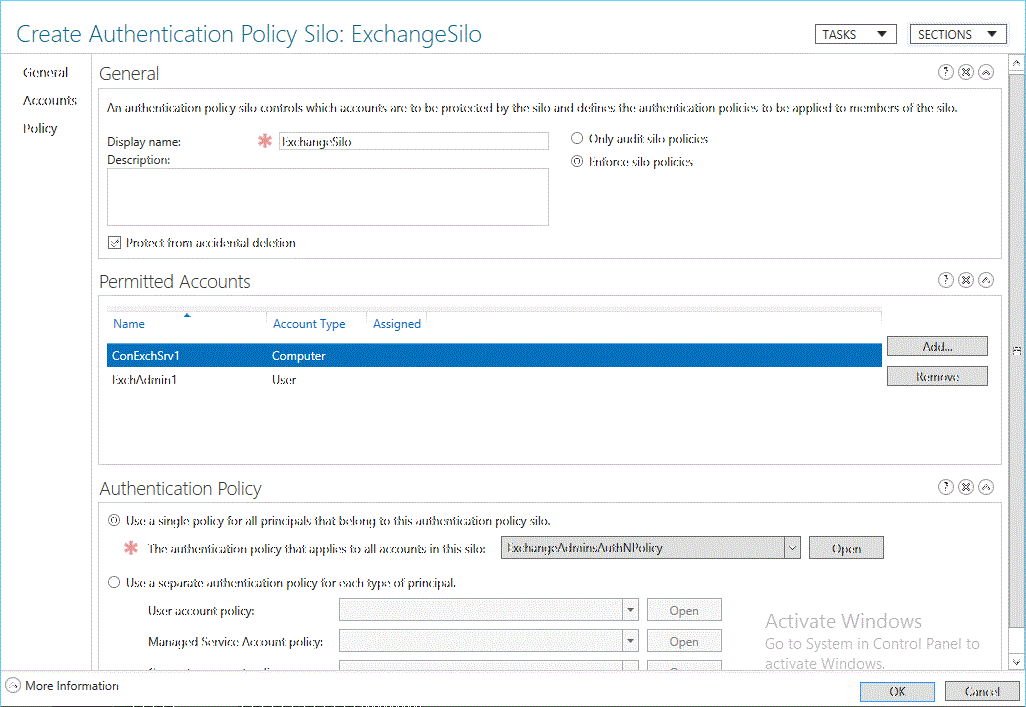 Create Authentication Policy Silo: ExchangeSilo
TASKS
SECTIONS
General
Accounts
Policy
General
An authentication policy silo controls which accounts are to be protected by the silo and defines the authentication policies to be applied to members of the silo.
Display name:
ExchangeSilo
Only audit silo policies
Description:
Enforce silo policies
Protect from accidental deletion
Permitted Accounts
Name Account Type Assigned
ConExchSrv1 Computer
ExchAdmin1 User
Add...
Remove
Authentication Policy
Use a single policy for all principals that belong to this authentication policy silo.
The authentication policy that applies to all accounts in this silo:
ExchangeAdminsAuthNPolicy
Open
Use a separate authentication policy for each type of principal.
User account policy:
Open
Managed Service Account policy:
Open
Activate Windows
Go to System in Control Panel to
activate Windows.
More Information
OK
Cancel